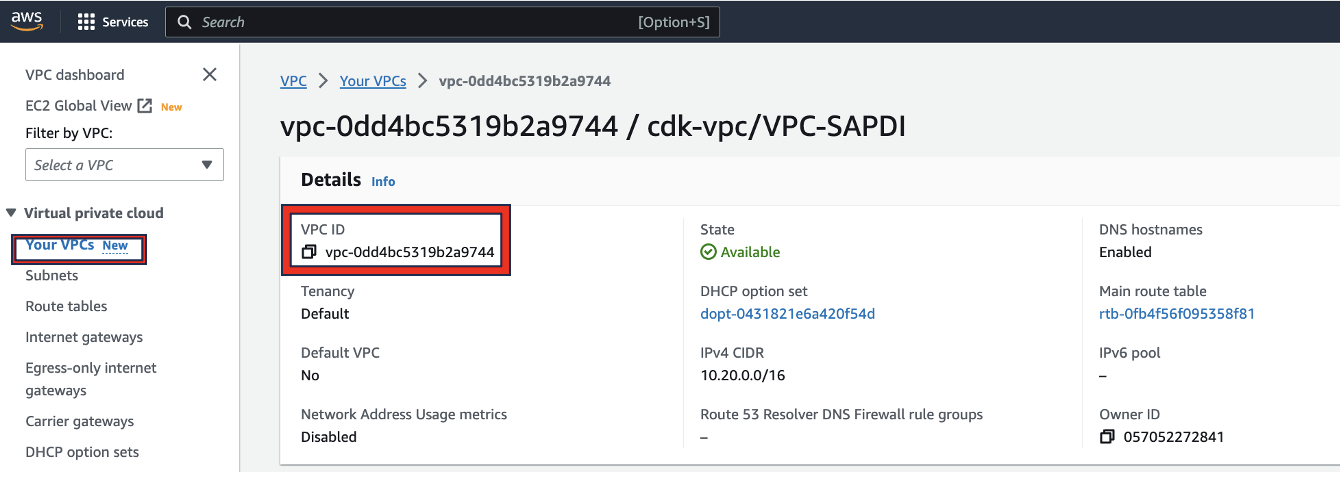 aws
Services
Search
[Option+S]
VPC dashboard
EC2 Global View New
Filter by VPC:
Select a VPC
Virtual private cloud
Your VPCs New
Subnets
Route tables
Internet gateways
Egress-only internet
gateways
Carrier gateways
DHCP option sets
VPC > Your VPCs > vpc-0dd4bc5319b2a9744
vpc-0dd4bc5319b2a9744 / cdk-vpc/VPC-SAPDI
Details Info
VPC ID
vpc-0dd4bc5319b2a9744
Tenancy
Default
Default VPC
No
Network Address Usage metrics
Disabled
State
Available
DHCP option set
dopt-0431821e6a420f54d
IPv4 CIDR
10.20.0.0/16
Route 53 Resolver DNS Firewall rule groups
–
DNS hostnames
Enabled
Main route table
rtb-0fb4f56f095358f81
IPv6 pool
–
Owner ID
057052272841